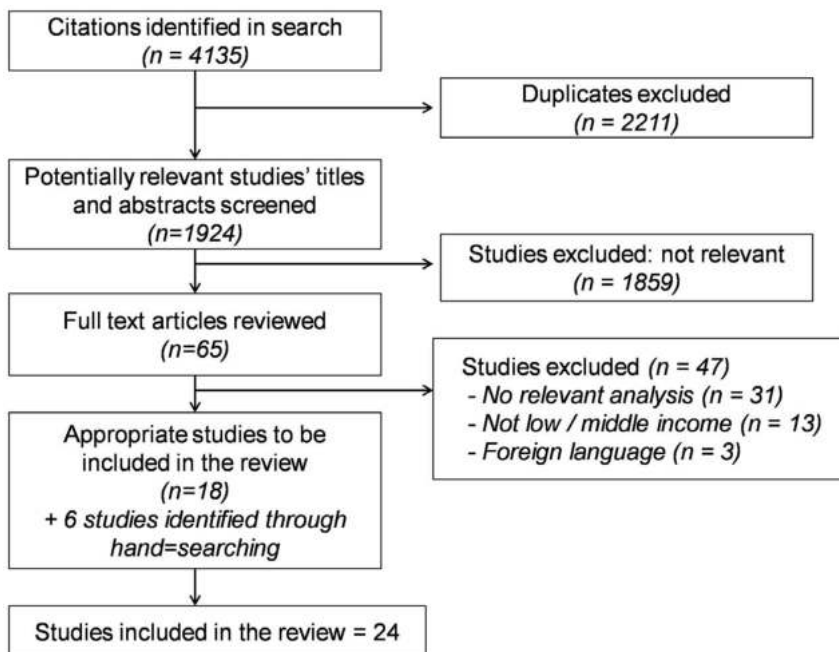 Citations identified in search
(n = 4135)
Duplicates excluded
(n = 2211)
Potentially relevant studies’ titles
and abstracts screened
(n=1924)
Studies excluded: not relevant
(n = 1859)
Full text articles reviewed
(n=65)
Studies excluded (n = 47)
- No relevant analysis (n = 31)
- Not low / middle income (n = 13)
- Foreign language (n = 3)
Appropriate studies to be
included in the review
(n=18)
+ 6 studies identified through
hand=searching
Studies included in the review = 24